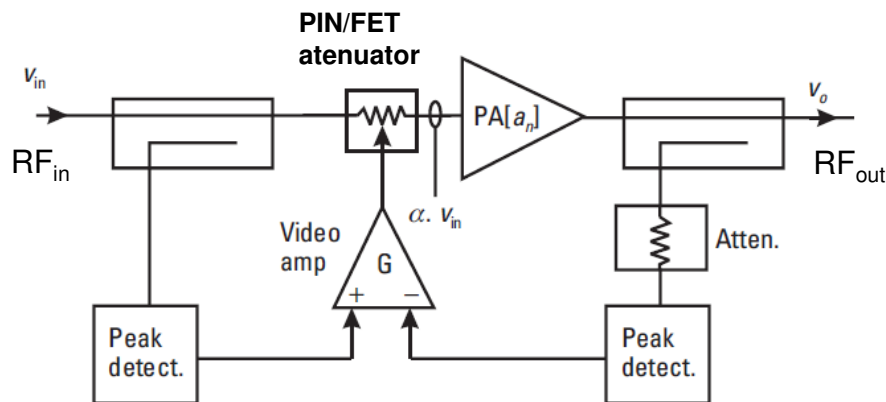 PIN/FET
atenuator
v_in
PA[a_n]
v_o
RF_in
RF_out
α. v_in
Video
amp
G
+ −
Atten.
Peak
detect.
Peak
detect.